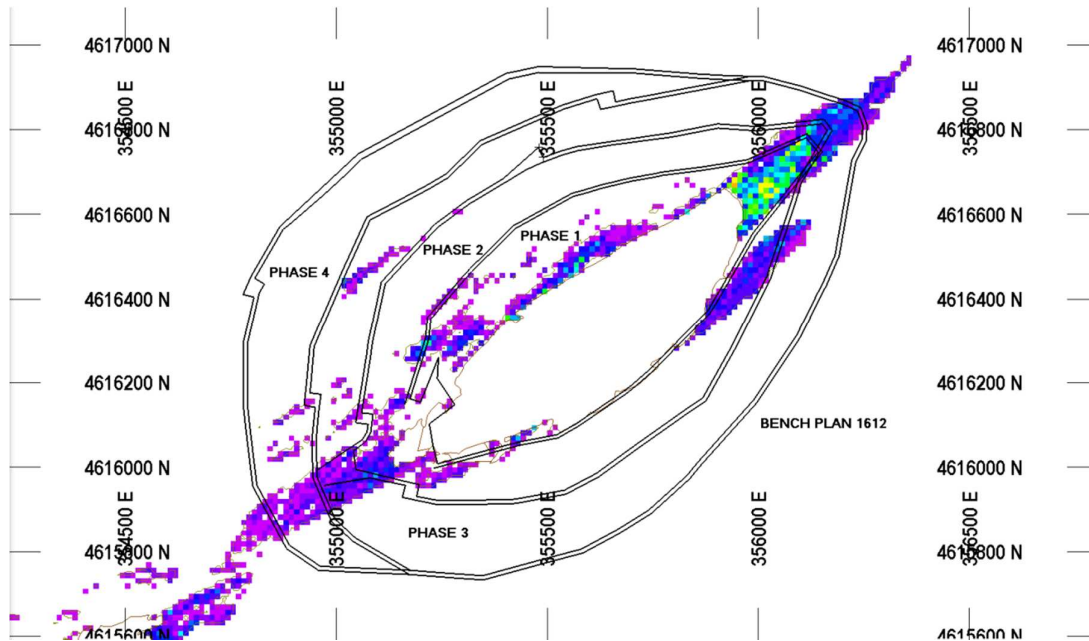 4617000 N
4617000 N
354500 E
355000 E
355500 E
356000 E
356500 E
4616800 N
4616800 N
4616600 N
4616600 N
PHASE 1
PHASE 2
PHASE 4
4616400 N
4616400 N
4616200 N
4616200 N
BENCH PLAN 1612
4616000 N
4616000 N
354500 E
355000 E
355500 E
356000 E
356500 E
PHASE 3
4615800 N
4615800 N
4615600 N
4615600 N